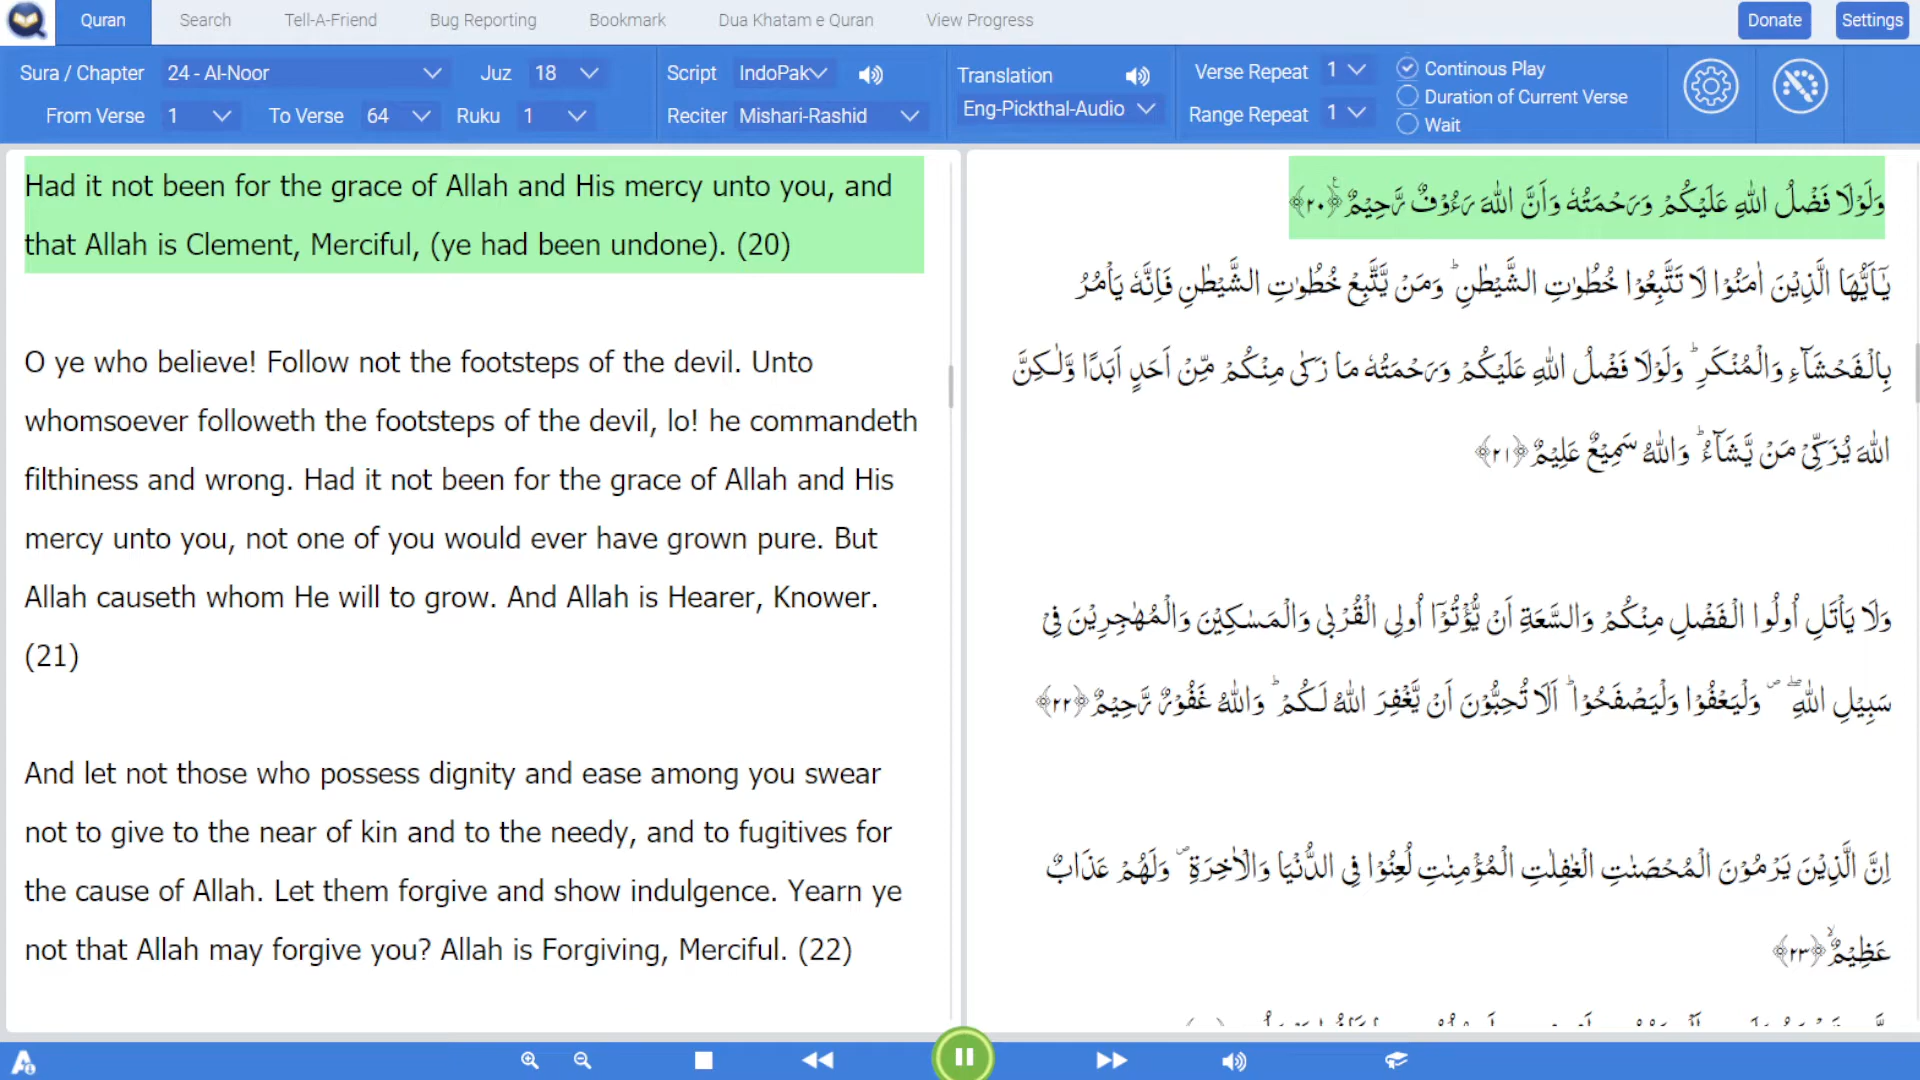 Quran
Search
Tell-A-Friend
Bug Reporting
Bookmark
Dua Khatam e Quran
View Progress
Donate
Settings
Sura / Chapter
24 - Al-Noor
Juz
18
From Verse
1
To Verse
64
Ruku
1
Script
IndoPak
Reciter
Mishari-Rashid
Translation
Eng-Pickthal-Audio
Verse Repeat
1
Range Repeat
1
Continous Play
Duration of Current Verse
Wait
Had it not been for the grace of Allah and His mercy unto you, and
that Allah is Clement, Merciful, (ye had been undone). (20)
O ye who believe! Follow not the footsteps of the devil. Unto
whomsoever followeth the footsteps of the devil, lo! he commandeth
filthiness and wrong. Had it not been for the grace of Allah and His
mercy unto you, not one of you would ever have grown pure. But
Allah causeth whom He will to grow. And Allah is Hearer, Knower.
(21)
And let not those who possess dignity and ease among you swear
not to give to the near of kin and to the needy, and to fugitives for
the cause of Allah. Let them forgive and show indulgence. Yearn ye
not that Allah may forgive you? Allah is Forgiving, Merciful. (22)
وَلَوْلَا فَضْلُ اللّٰهِ عَلَيْكُمْ وَرَحْمَتُهٗ وَاَنَّ اللّٰهَ رَءُوْفٌ رَّحِيْمٌ ۠﴿۲۰﴾
يٰۤاَيُّهَا الَّذِيْنَ اٰمَنُوْا لَا تَتَّبِعُوْا خُطُوٰتِ الشَّيْطٰنِ ؕ وَمَنْ يَّتَّبِعْ خُطُوٰتِ الشَّيْطٰنِ فَاِنَّهٗ يَاْمُرُ
بِالْفَحْشَآءِ وَالْمُنْكَرِ ؕ وَلَوْلَا فَضْلُ اللّٰهِ عَلَيْكُمْ وَرَحْمَتُهٗ مَا زَكٰى مِنْكُمْ مِّنْ اَحَدٍ اَبَدًا وَّلٰـكِنَّ
اللّٰهَ يُزَكِّىْ مَنْ يَّشَآءُ ؕ وَاللّٰهُ سَمِيْعٌ عَلِيْمٌ ﴿۲۱﴾
وَلَا يَاْتَلِ اُولُوا الْفَضْلِ مِنْكُمْ وَالسَّعَةِ اَنْ يُّؤْتُوْۤا اُولِى الْقُرْبٰى وَالْمَسٰكِيْنَ وَالْمُهٰجِرِيْنَ فِىْ
سَبِيْلِ اللّٰهِ ۖ وَلْيَعْفُوْا وَلْيَصْفَحُوْا ؕ اَلَا تُحِبُّوْنَ اَنْ يَّغْفِرَ اللّٰهُ لَـكُمْ ؕ وَاللّٰهُ غَفُوْرٌ رَّحِيْمٌ ﴿۲۲﴾
اِنَّ الَّذِيْنَ يَرْمُوْنَ الْمُحْصَنٰتِ الْغٰفِلٰتِ الْمُؤْمِنٰتِ لُعِنُوْا فِى الدُّنْيَا وَالْاٰخِرَةِ وَلَهُمْ عَذَابٌ
عَظِيْمٌ ۙ﴿۲۳﴾